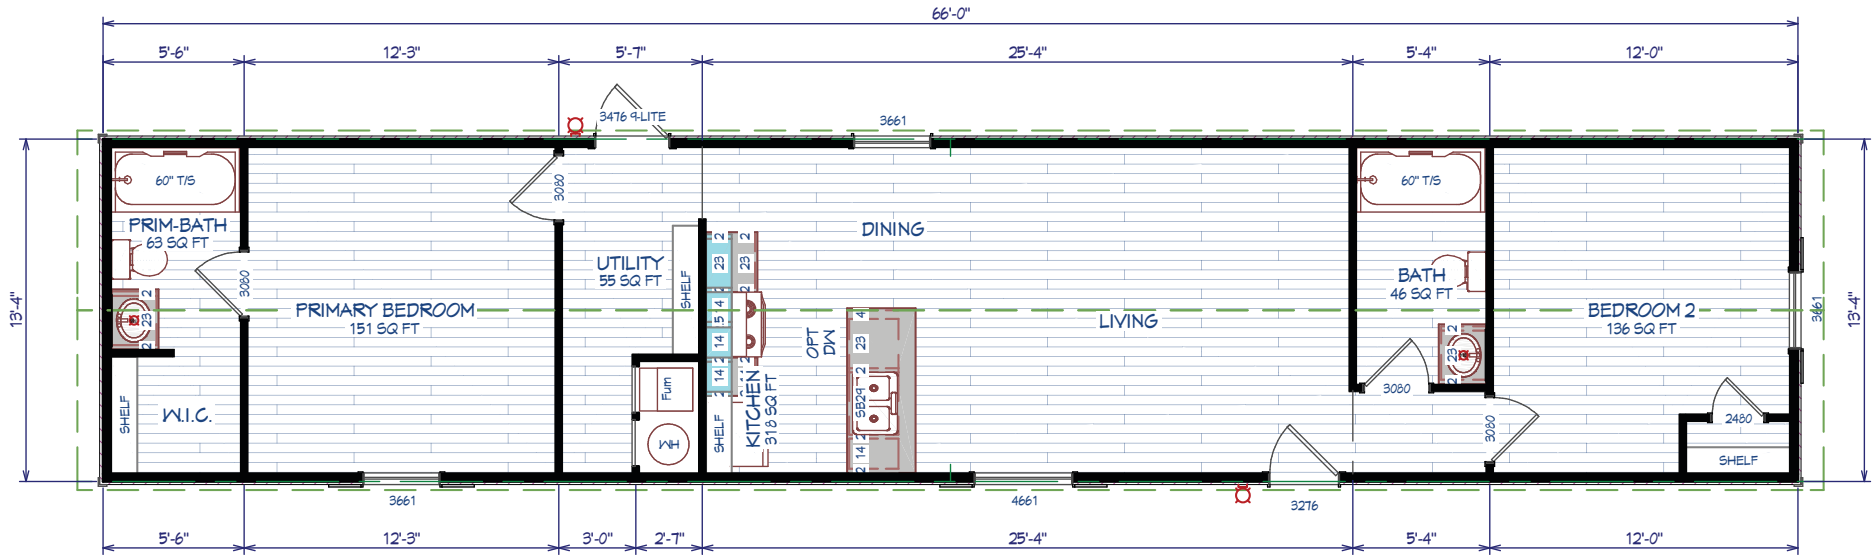 66'-0"
5'-6"
12'-3"
5'-7"
25'-4"
5'-4"
12'-0"
3476 9-LITE
3661
60" T/S
PRIM-BATH
63 SQ FT
3080
2
23
2
SHELF
W.I.C.
PRIMARY BEDROOM
151 SQ FT
3080
UTILITY
55 SQ FT
SHELF
Furn
WH
2
23
2
4
15
14
2
14
2
SHELF
2
23
2
2
KITCHEN
318 SQ FT
OPT
DW
4
23
2
SB29
2
14
2
DINING
LIVING
60" T/S
BATH
46 SQ FT
2
23
2
3080
3080
BEDROOM 2
136 SQ FT
2480
SHELF
3661
13'-4"
13'-4"
3661
4661
3276
5'-6"
12'-3"
3'-0"
2'-7"
25'-4"
5'-4"
12'-0"